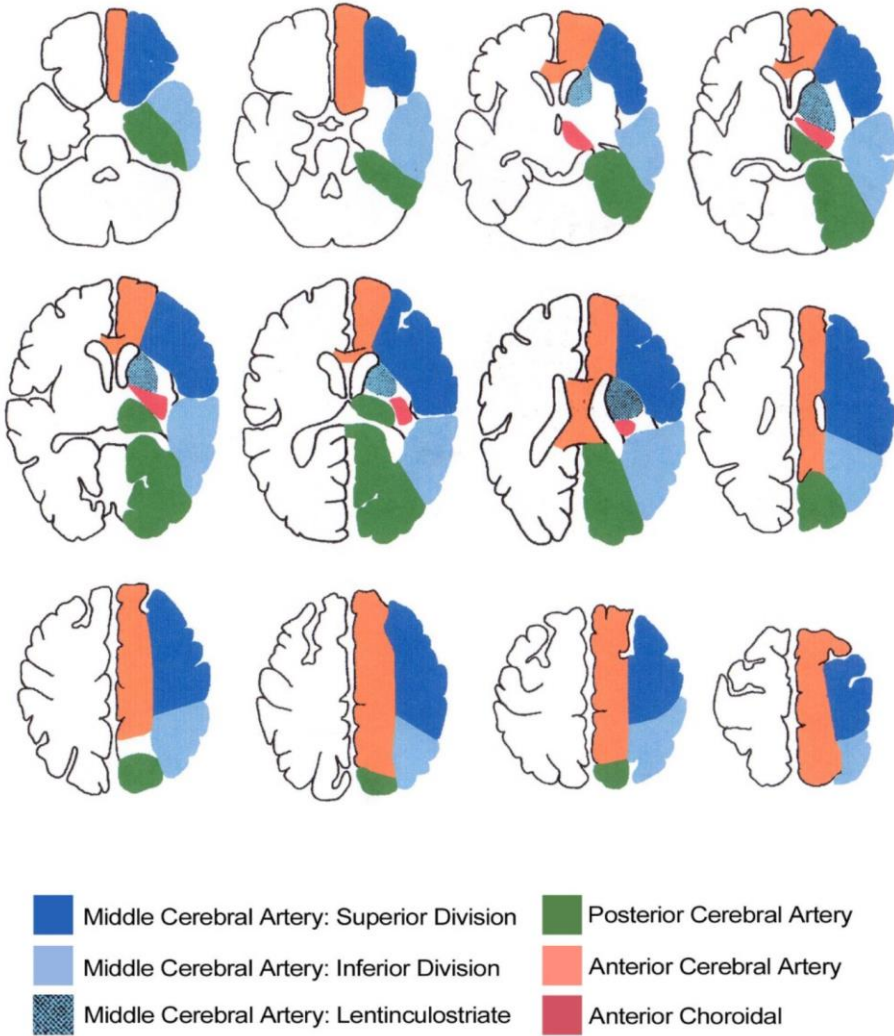 Middle Cerebral Artery: Superior Division
Posterior Cerebral Artery
Middle Cerebral Artery: Inferior Division
Anterior Cerebral Artery
Middle Cerebral Artery: Lentinculostriate
Anterior Choroidal